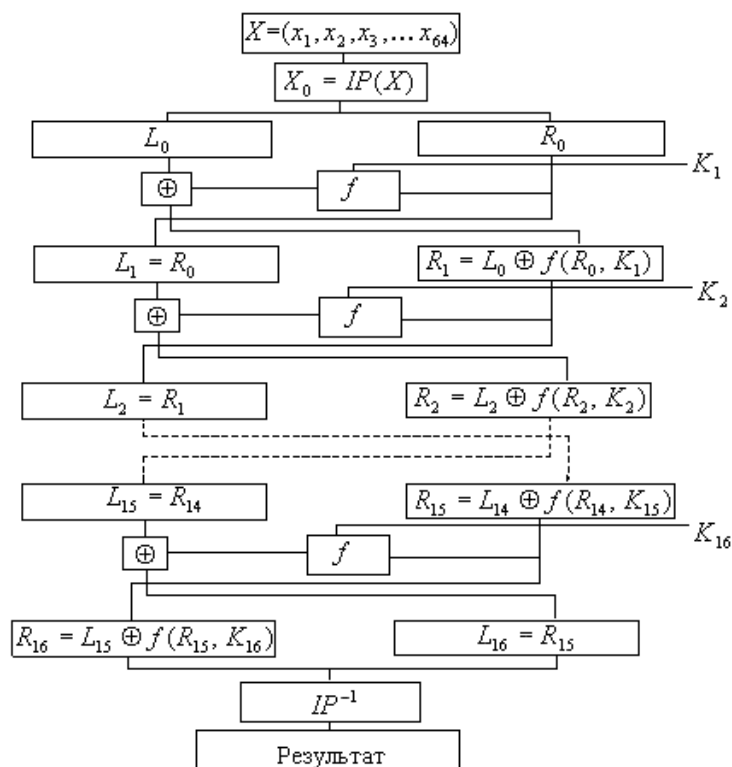 X=(x₁,x₂,x₃,…x₆₄)
X₀ = IP(X)
L₀
R₀
K₁
⊕
f
L₁ = R₀
R₁ = L₀ ⊕ f(R₀, K₁)
K₂
⊕
f
L₂ = R₁
R₂ = L₂ ⊕ f(R₂, K₂)
L₁₅ = R₁₄
R₁₅ = L₁₄ ⊕ f(R₁₄, K₁₅)
K₁₆
⊕
f
R₁₆ = L₁₅ ⊕ f(R₁₅, K₁₆)
L₁₆ = R₁₅
IP⁻¹
Результат